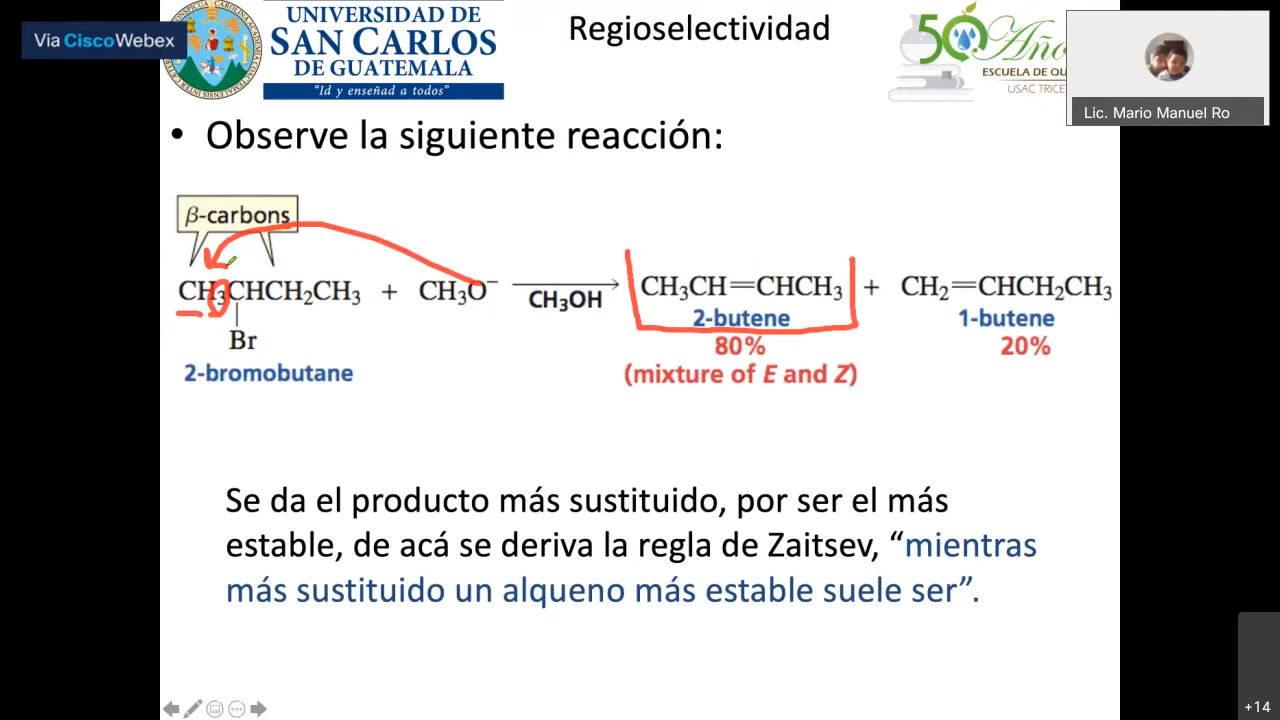 Via CiscoWebex
UNIVERSIDAD DE
SAN CARLOS
DE GUATEMALA
"Id y enseñad a todos"
Regioselectividad
50 Año
ESCUELA DE QU
USAC TRICE
Lic. Mario Manuel Ro
• Observe la siguiente reacción:
β-carbons
CH₃CHCH₂CH₃ + CH₃O⁻ CH₃OH CH₃CH=CHCH₃ + CH₂=CHCH₂CH₃
Br
2-bromobutane
2-butene
80%
(mixture of E and Z)
1-butene
20%
Se da el producto más sustituido, por ser el más
estable, de acá se deriva la regla de Zaitsev, “mientras
más sustituido un alqueno más estable suele ser”.
+14